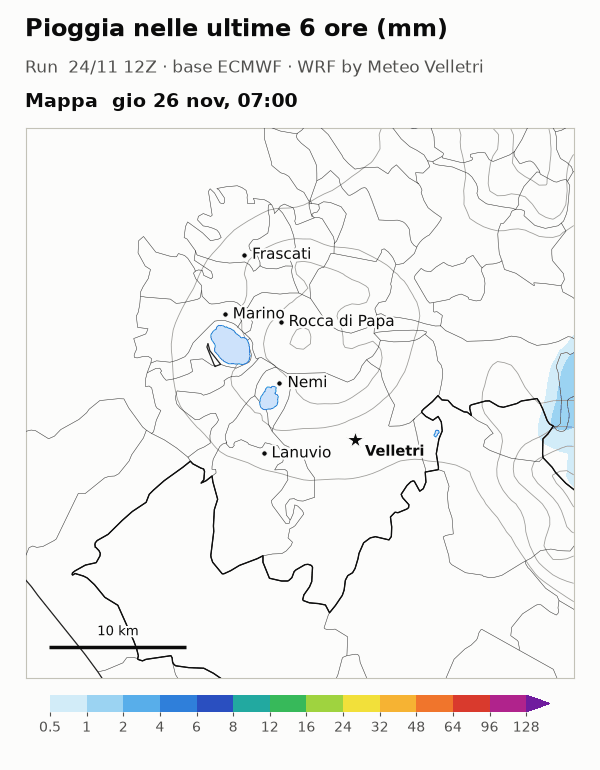 Pioggia nelle ultime 6 ore (mm)
Run  24/11 12Z · base ECMWF · WRF by Meteo Velletri
Mappa  gio 26 nov, 07:00
Frascati
Marino
Rocca di Papa
Nemi
Velletri
Lanuvio
10 km
0.5 1 2 4 6 8 12 16 24 32 48 64 96 128